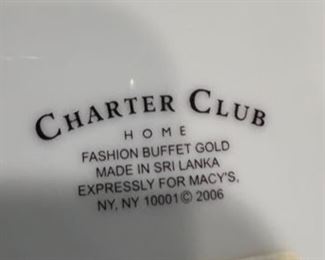 CHARTER CLUB
HOME
FASHION BUFFET GOLD
MADE IN SRI LANKA
EXPRESSLY FOR MACY'S,
NY, NY 10001 © 2006